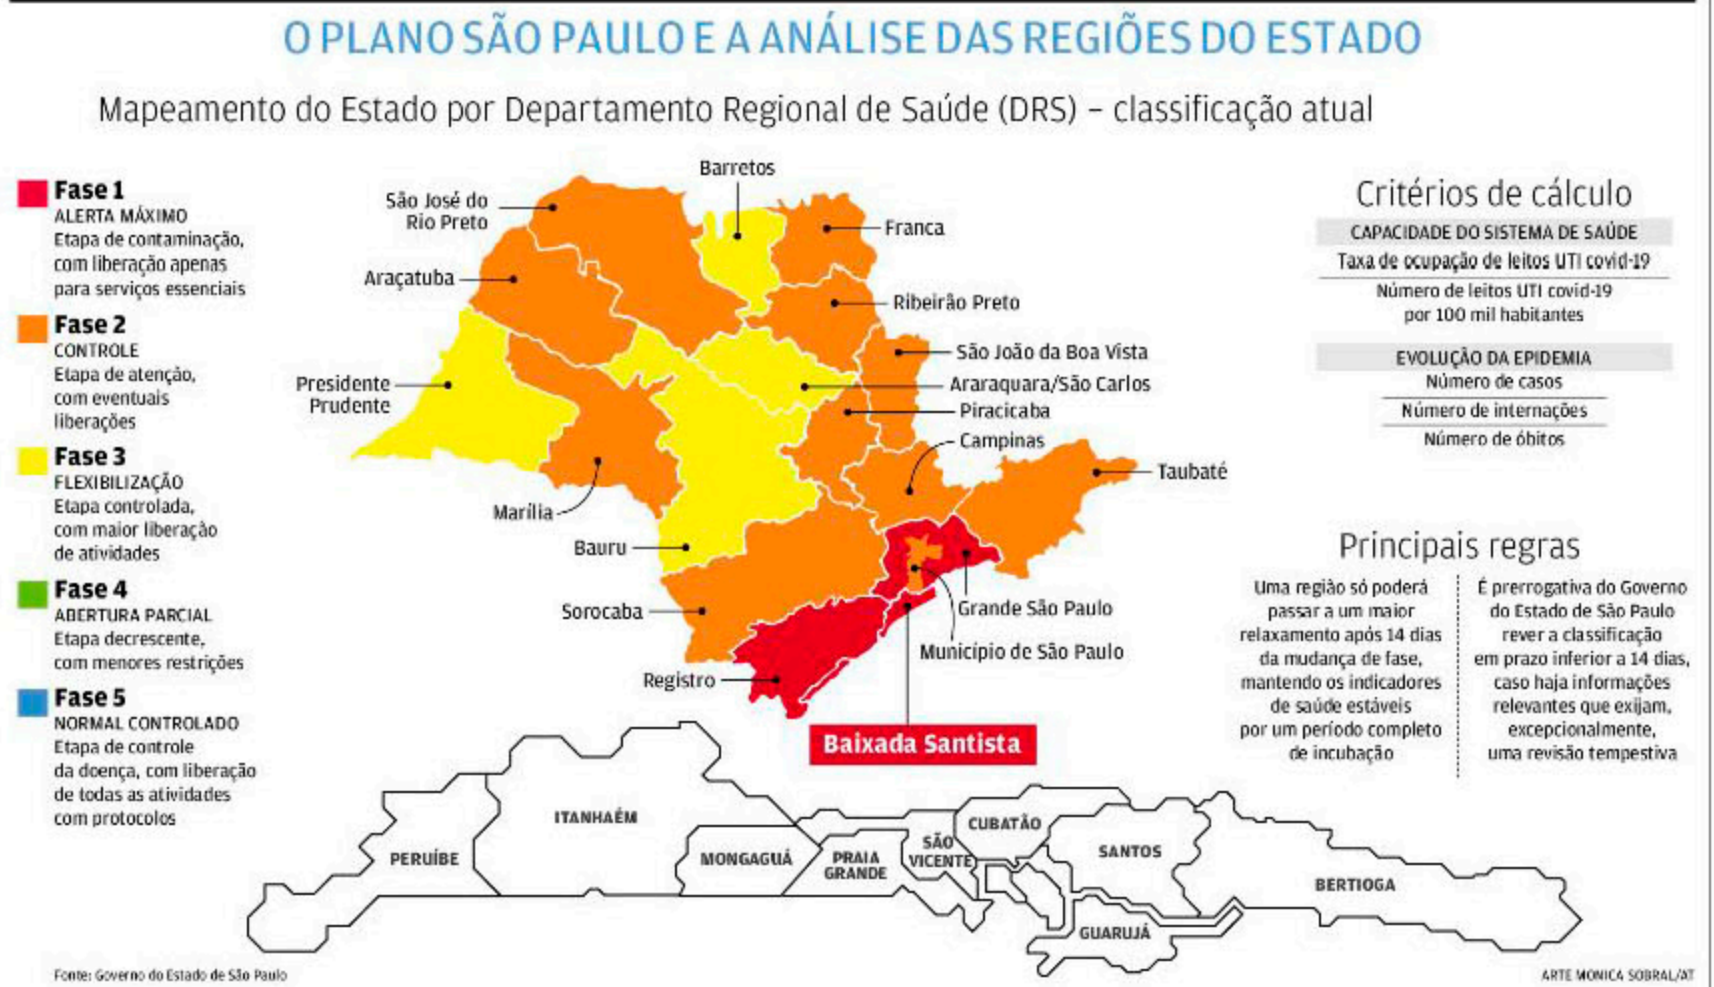 O PLANO SÃO PAULO E A ANÁLISE DAS REGIÕES DO ESTADO
Mapeamento do Estado por Departamento Regional de Saúde (DRS) – classificação atual
Fase 1
ALERTA MÁXIMO
Etapa de contaminação,
com liberação apenas
para serviços essenciais
Fase 2
CONTROLE
Etapa de atenção,
com eventuais
liberações
Fase 3
FLEXIBILIZAÇÃO
Etapa controlada,
com maior liberação
de atividades
Fase 4
ABERTURA PARCIAL
Etapa decrescente,
com menores restrições
Fase 5
NORMAL CONTROLADO
Etapa de controle
da doença, com liberação
de todas as atividades
com protocolos
Barretos
São José do
Rio Preto
Franca
Araçatuba
Ribeirão Preto
São João da Boa Vista
Presidente
Prudente
Araraquara/São Carlos
Piracicaba
Campinas
Taubaté
Marília
Bauru
Sorocaba
Grande São Paulo
Município de São Paulo
Registro
Baixada Santista
Critérios de cálculo
CAPACIDADE DO SISTEMA DE SAÚDE
Taxa de ocupação de leitos UTI covid-19
Número de leitos UTI covid-19
por 100 mil habitantes
EVOLUÇÃO DA EPIDEMIA
Número de casos
Número de internações
Número de óbitos
Principais regras
Uma região só poderá
passar a um maior
relaxamento após 14 dias
da mudança de fase,
mantendo os indicadores
de saúde estáveis
por um período completo
de incubação
É prerrogativa do Governo
do Estado de São Paulo
rever a classificação
em prazo inferior a 14 dias,
caso haja informações
relevantes que exijam,
excepcionalmente,
uma revisão tempestiva
PERUÍBE
ITANHAÉM
MONGAGUÁ
PRAIA
GRANDE
SÃO
VICENTE
CUBATÃO
SANTOS
GUARUJÁ
BERTIOGA
Fonte: Governo do Estado de São Paulo
ARTE MONICA SOBRAL/AT